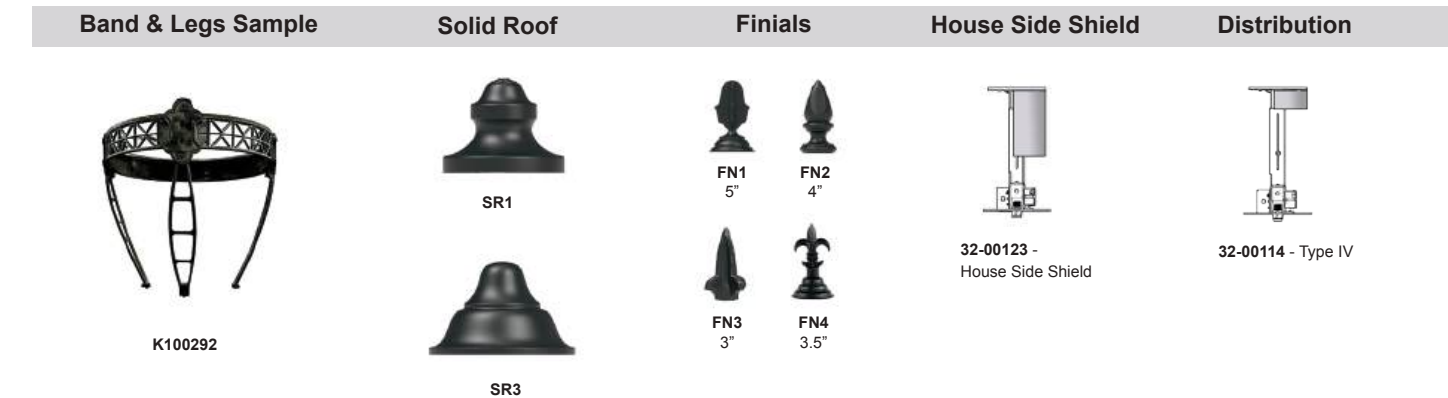 Band & Legs Sample
Solid Roof
Finials
House Side Shield
Distribution
K100292
SR1
SR3
FN1
5”
FN2
4”
FN3
3”
FN4
3.5”
32-00123 -
House Side Shield
32-00114 - Type IV